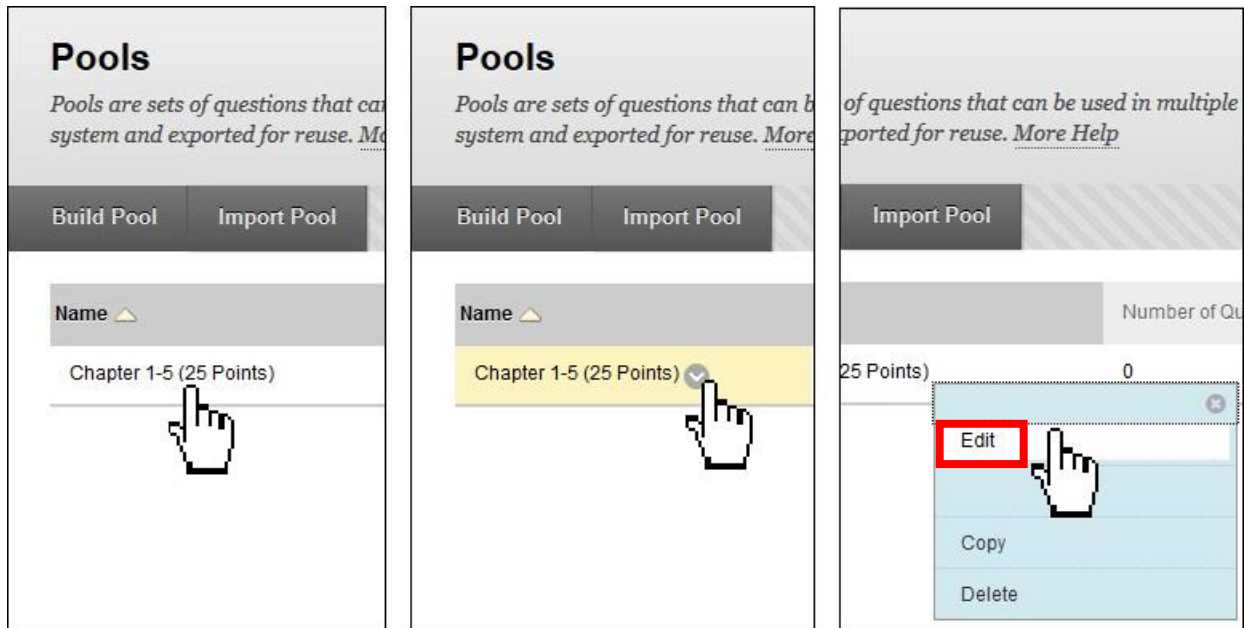 Pools
Pools are sets of questions that
system and exported for reuse.
Build Pool Import Pool
Name
Chapter 1-5 (25 Points)
Pools
Pools are sets of questions that can b
system and exported for reuse. More
Build Pool Import Pool
Name
Chapter 1-5 (25 Points)
of questions that can be used in multiple
ported for reuse. More Help
Import Pool
Number of Qu
25 Points) 0
Edit
Copy
Delete